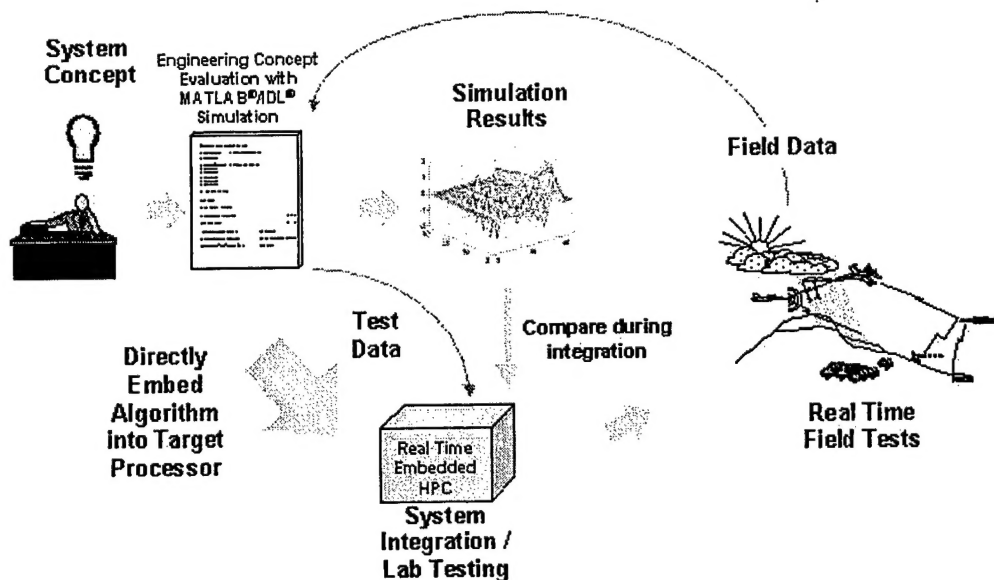 System
Concept
Engineering Concept
Evaluation with
MATLAB®/IDL®
Simulation
Simulation
Results
Field Data
Test
Data
Compare during
integration
Directly
Embed
Algorithm
into Target
Processor
Real Time
Embedded
HPC
System
Integration /
Lab Testing
Real Time
Field Tests